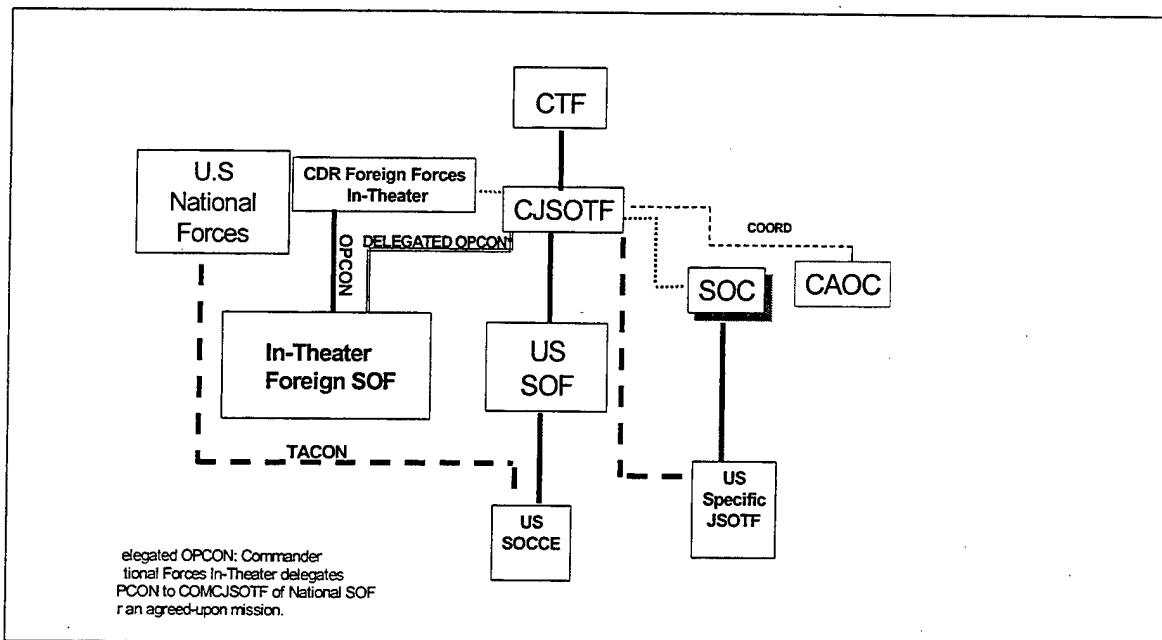 CTF
U.S
National
Forces
CDR Foreign Forces
In-Theater
CJSOTF
COORD
OPCON
DELEGATED OPCON*
SOC
CAOC
In-Theater
Foreign SOF
US
SOF
TACON
US
SOCCE
US
Specific
JSOTF
elegated OPCON: Commander
tional Forces In-Theater delegates
PCON to COMCJSOTF of National SOF
r an agreed-upon mission.